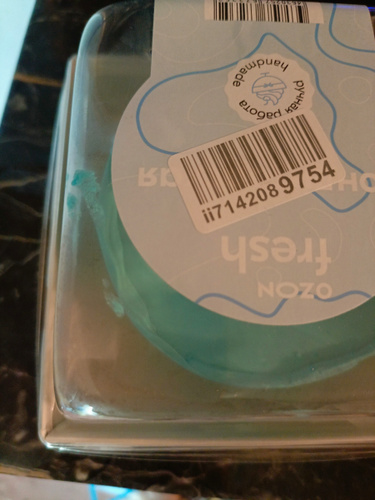 OZON
fresh
ручная работа
handmade
ii7142089754